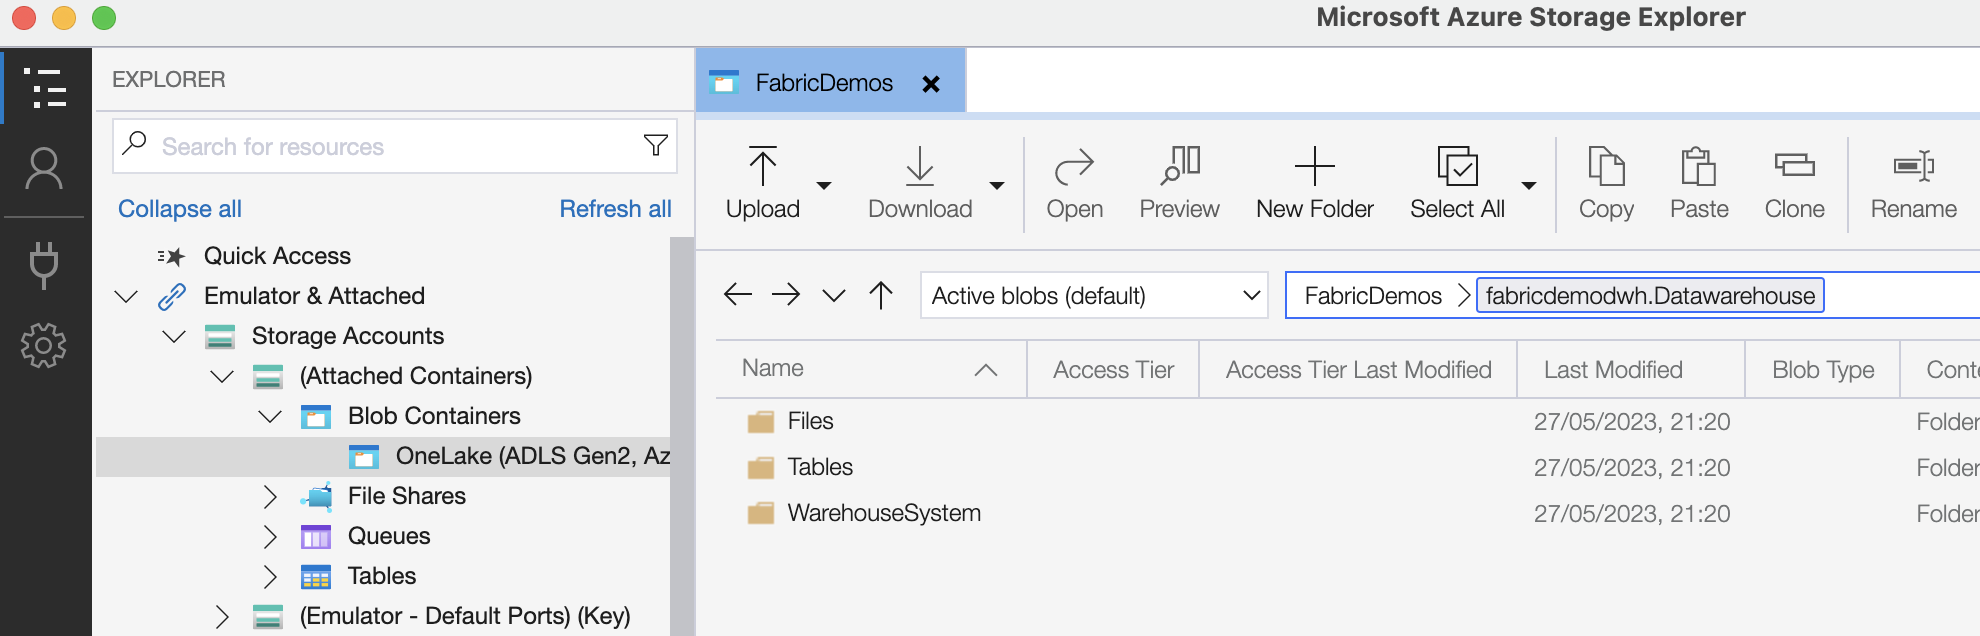 Microsoft Azure Storage Explorer
EXPLORER
Search for resources
Collapse all
Refresh all
Quick Access
Emulator & Attached
Storage Accounts
(Attached Containers)
Blob Containers
OneLake (ADLS Gen2, Az
File Shares
Queues
Tables
(Emulator - Default Ports) (Key)
FabricDemos
Upload
Download
Open
Preview
New Folder
Select All
Copy
Paste
Clone
Rename
Active blobs (default)
FabricDemos
fabricdemodwh.Datawarehouse
Name Access Tier Access Tier Last Modified Last Modified Blob Type Conte
Files 27/05/2023, 21:20 Folder
Tables 27/05/2023, 21:20 Folder
WarehouseSystem 27/05/2023, 21:20 Folder